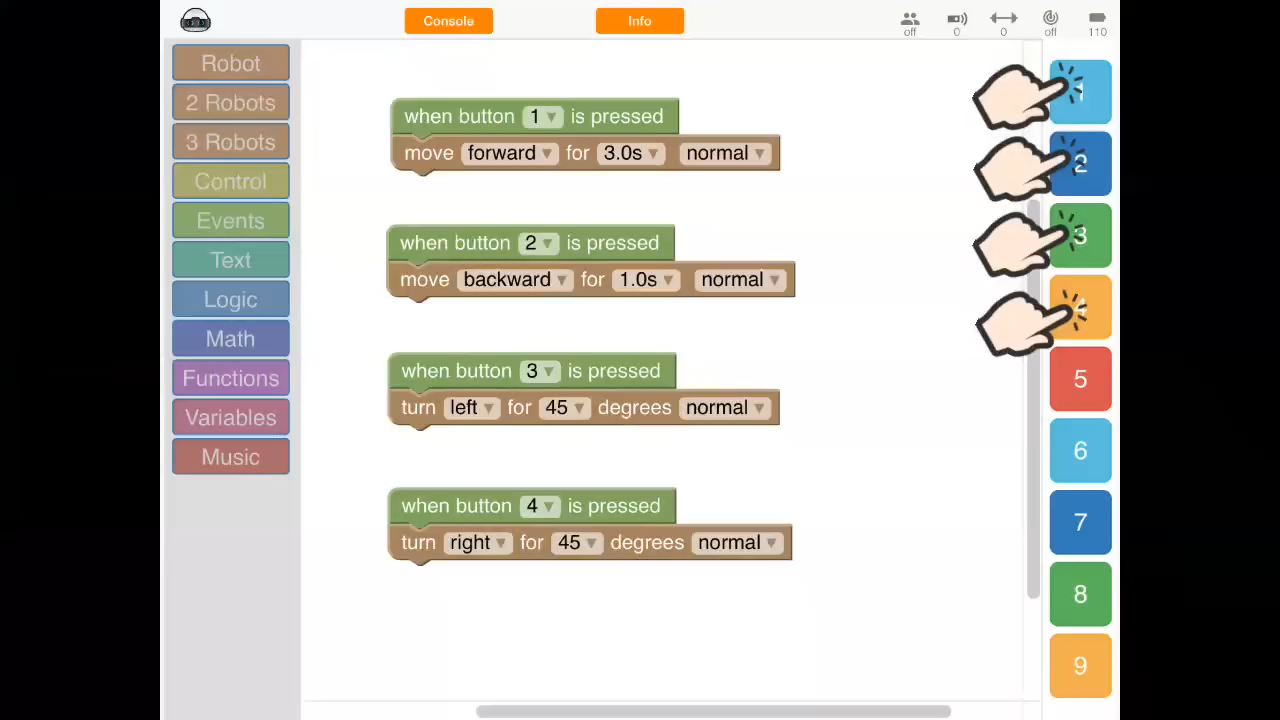 Console
Info
off
0
0
off
110
Robot
2 Robots
3 Robots
Control
Events
Text
Logic
Math
Functions
Variables
Music
when button 1 is pressed
move forward for 3.0s normal
when button 2 is pressed
move backward for 1.0s normal
when button 3 is pressed
turn left for 45 degrees normal
when button 4 is pressed
turn right for 45 degrees normal
1
2
3
4
5
6
7
8
9